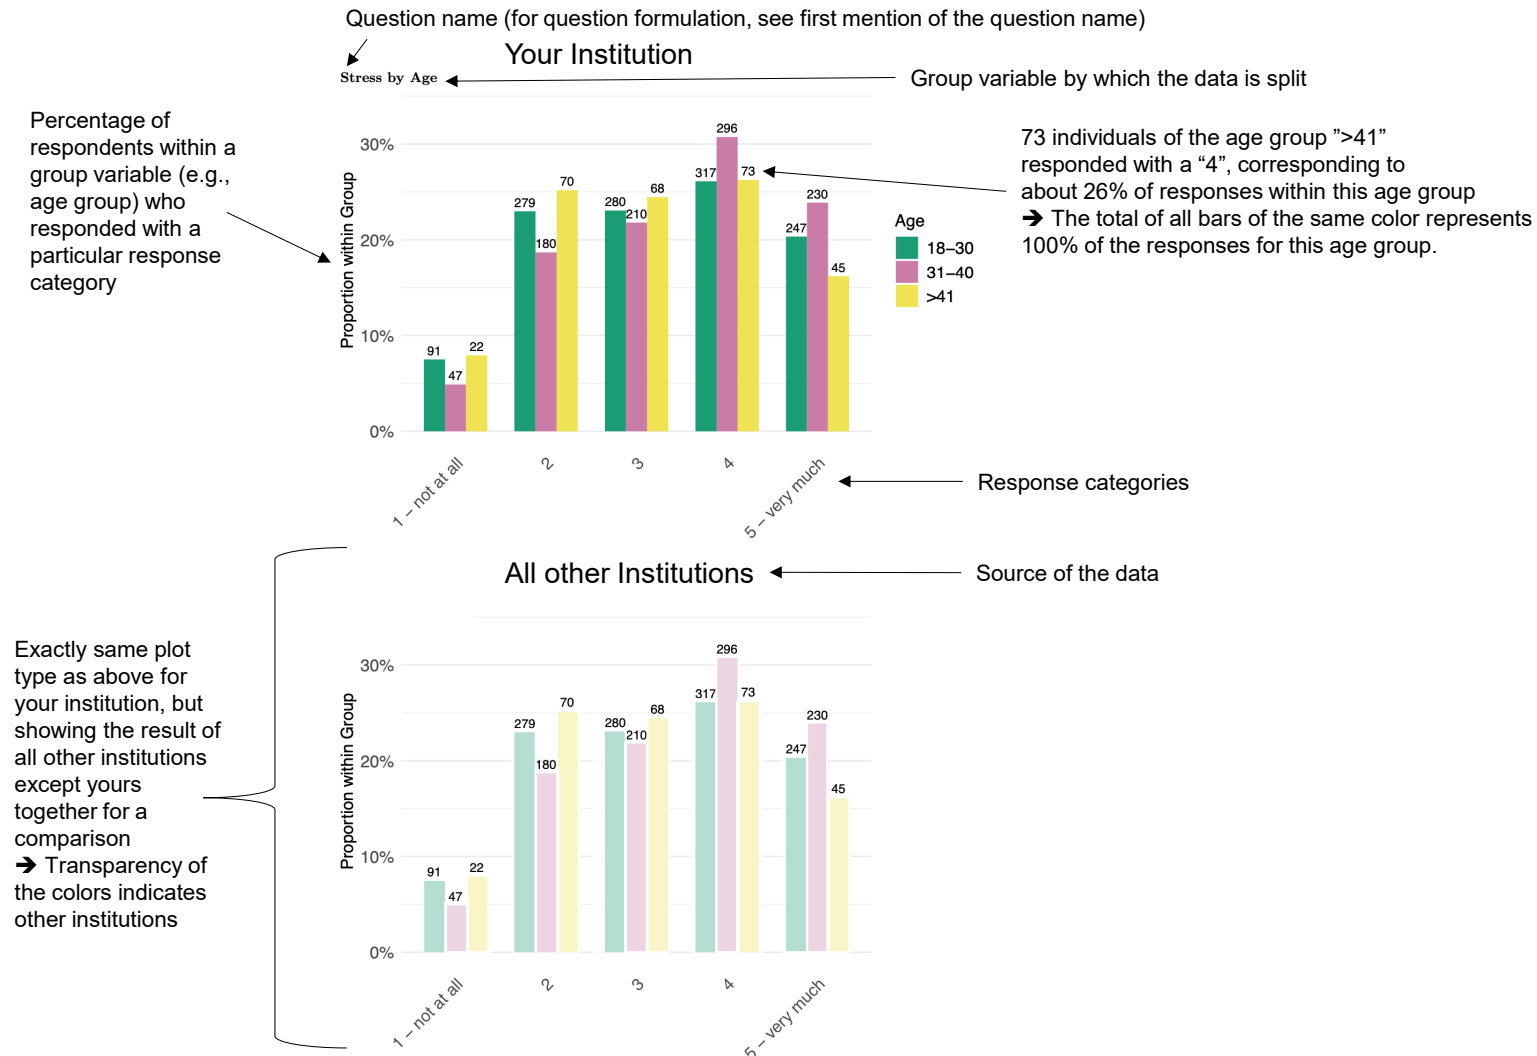 Question name (for question formulation, see first mention of the question name)
Your Institution
Stress by Age
Group variable by which the data is split
Percentage of
respondents within a
group variable (e.g.,
age group) who
responded with a
particular response
category
73 individuals of the age group ”>41”
responded with a “4”, corresponding to
about 26% of responses within this age group
➔ The total of all bars of the same color represents
100% of the responses for this age group.
Proportion within Group
30%
20%
10%
0%
91
47
22
279
180
70
280
210
68
317
296
73
247
230
45
Age
18–30
31–40
>41
1 – not at all
2
3
4
5 – very much
Response categories
All other Institutions
Source of the data
Exactly same plot
type as above for
your institution, but
showing the result of
all other institutions
except yours
together for a
comparison
➔ Transparency of
the colors indicates
other institutions
Proportion within Group
30%
20%
10%
0%
91
47
22
279
180
70
280
210
68
317
296
73
247
230
45
1 – not at all
2
3
4
5 – very much